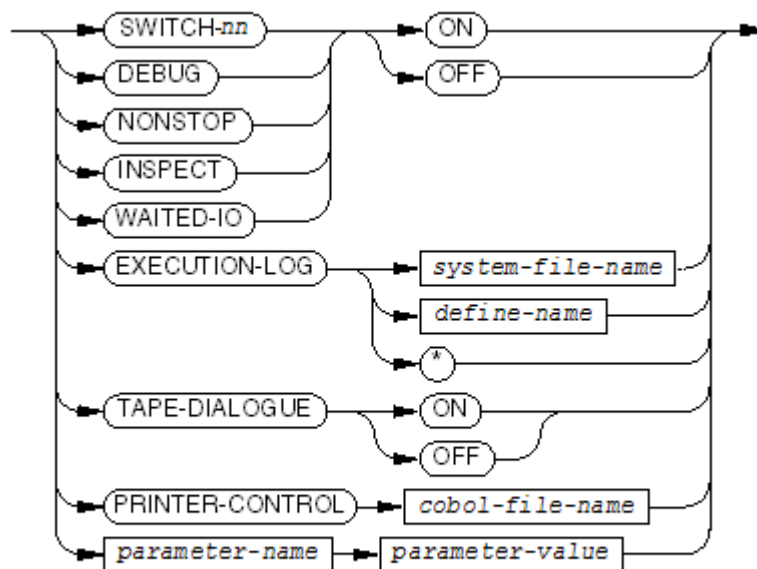 SWITCH-nn ON
DEBUG OFF
NONSTOP
INSPECT
WAITED-IO
EXECUTION-LOG system-file-name
define-name
*
TAPE-DIALOGUE ON
OFF
PRINTER-CONTROL cobol-file-name
parameter-name parameter-value